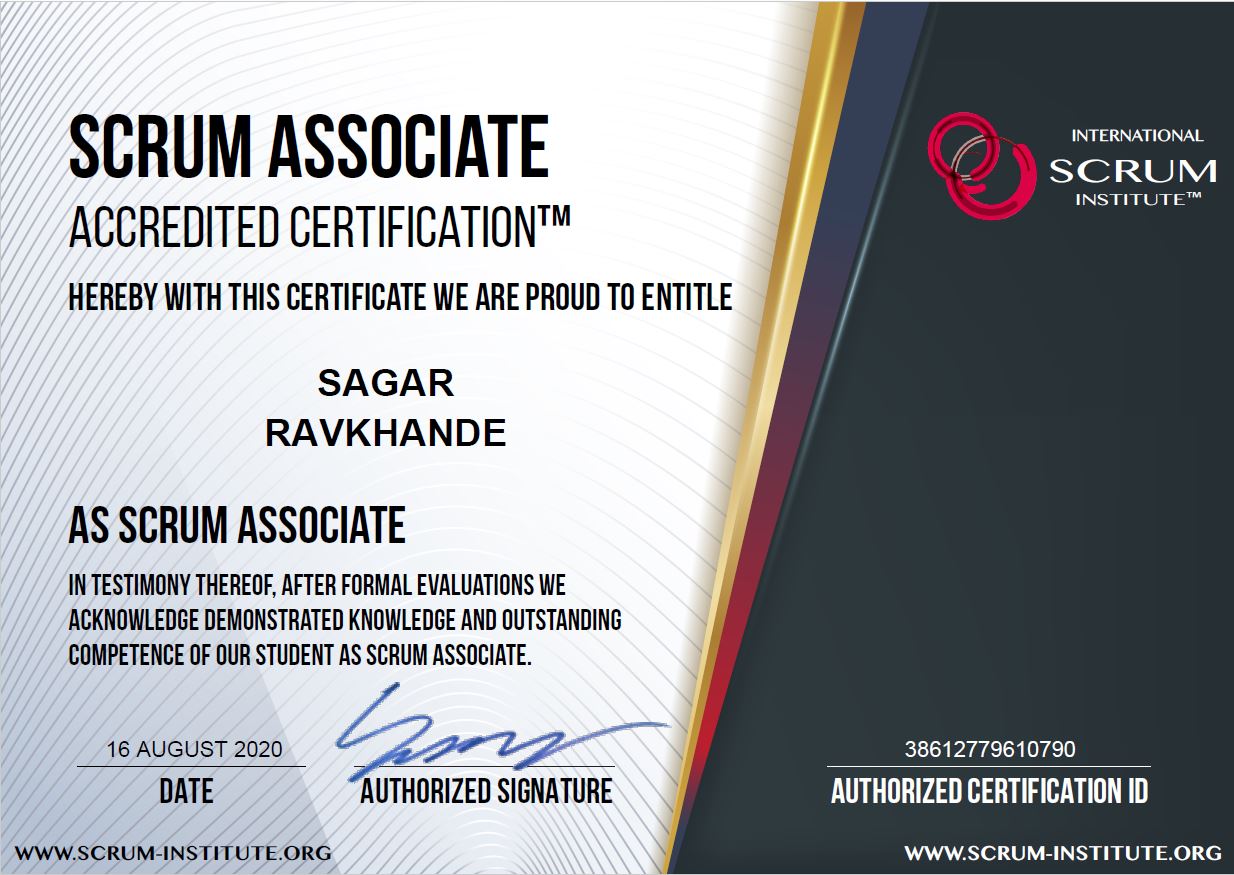 SCRUM ASSOCIATE
ACCREDITED CERTIFICATION™
HEREBY WITH THIS CERTIFICATE WE ARE PROUD TO ENTITLE
SAGAR
RAVKHANDE
AS SCRUM ASSOCIATE
IN TESTIMONY THEREOF, AFTER FORMAL EVALUATIONS WE
ACKNOWLEDGE DEMONSTRATED KNOWLEDGE AND OUTSTANDING
COMPETENCE OF OUR STUDENT AS SCRUM ASSOCIATE.
16 AUGUST 2020
DATE
AUTHORIZED SIGNATURE
WWW.SCRUM-INSTITUTE.ORG
INTERNATIONAL
SCRUM
INSTITUTE™
38612779610790
AUTHORIZED CERTIFICATION ID
WWW.SCRUM-INSTITUTE.ORG